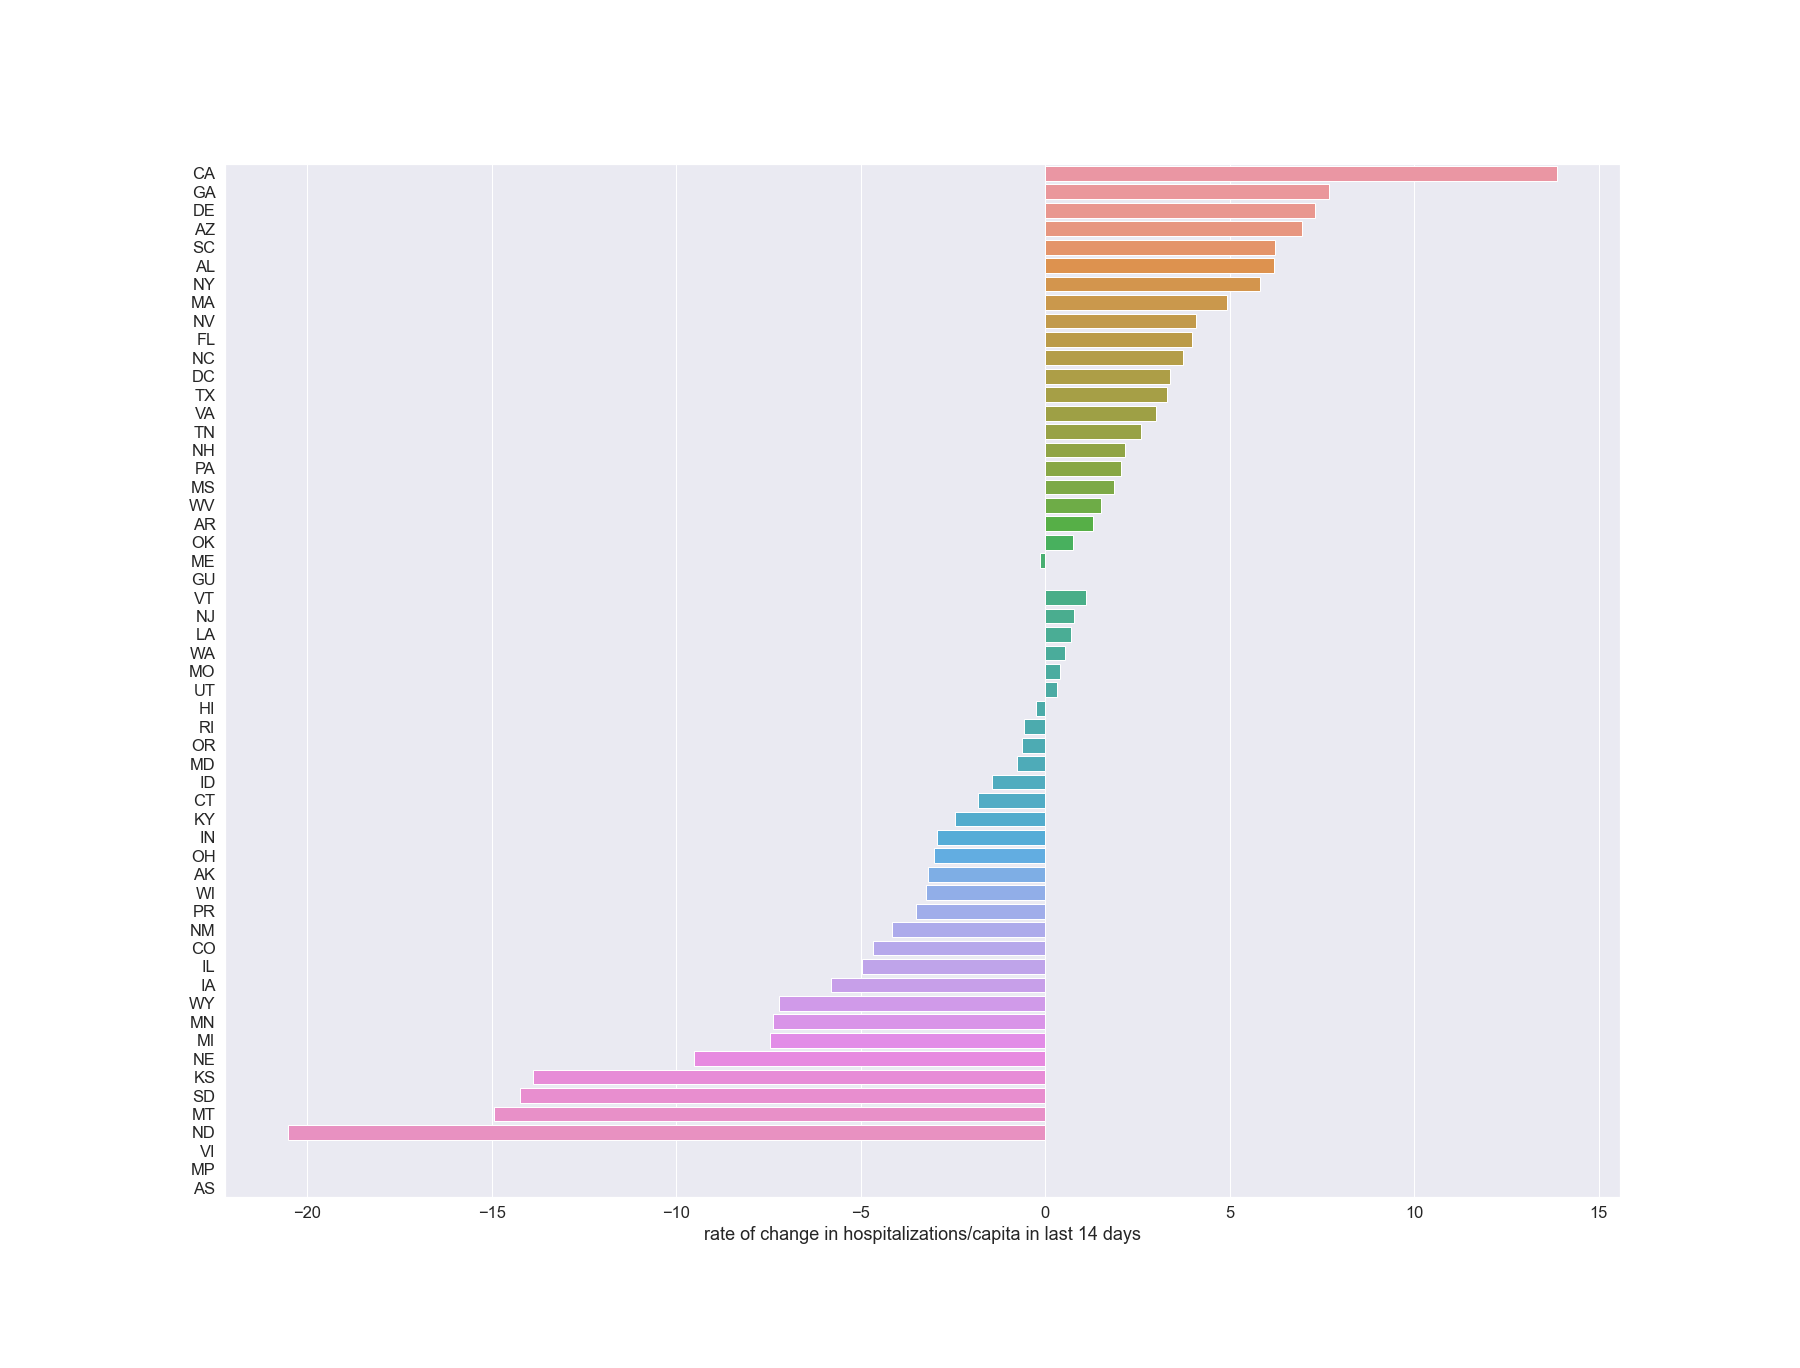 CA
GA
DE
AZ
SC
AL
NY
MA
NV
FL
NC
DC
TX
VA
TN
NH
PA
MS
WV
AR
OK
ME
GU
VT
NJ
LA
WA
MO
UT
HI
RI
OR
MD
ID
CT
KY
IN
OH
AK
WI
PR
NM
CO
IL
IA
WY
MN
MI
NE
KS
SD
MT
ND
VI
MP
AS
−20 −15 −10 −5 0 5 10 15
rate of change in hospitalizations/capita in last 14 days